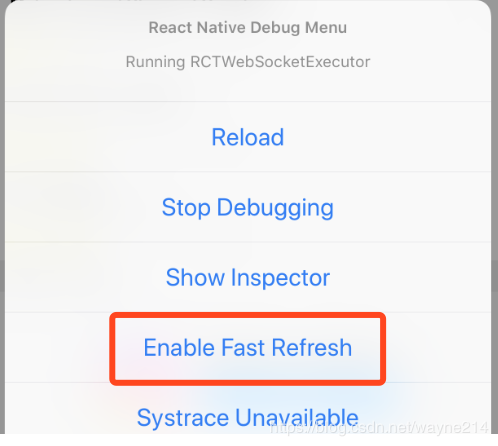 React Native Debug Menu
Running RCTWebSocketExecutor
Reload
Stop Debugging
Show Inspector
Enable Fast Refresh
Systrace Unavailable
https://blog.csdn.net/wayne214